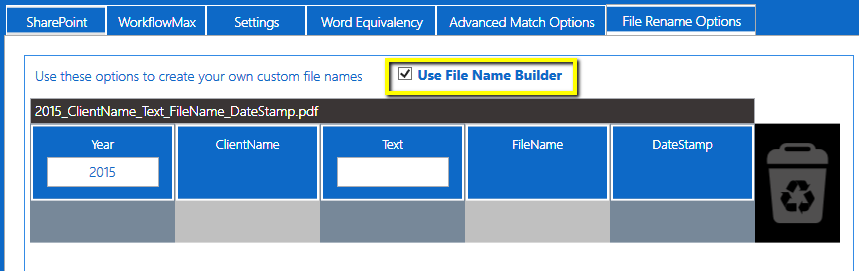 SharePoint WorkflowMax Settings Word Equivalency Advanced Match Options File Rename Options
Use these options to create your own custom file names Use File Name Builder
2015_ClientName_Text_FileName_DateStamp.pdf
Year ClientName Text FileName DateStamp
2015